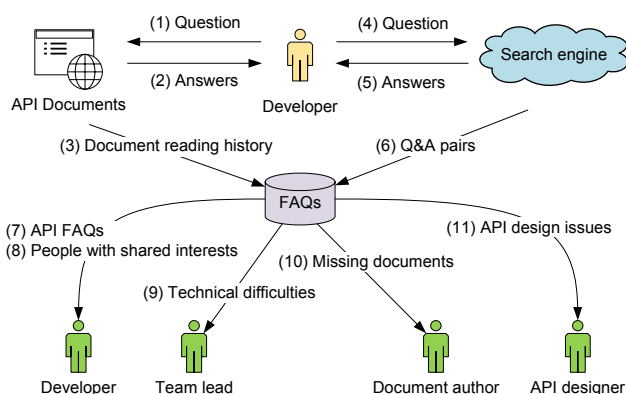 (1) Question
(4) Question
Search engine
(2) Answers
(5) Answers
API Documents
Developer
(3) Document reading history
(6) Q&A pairs
FAQs
(7) API FAQs
(8) People with shared interests
(11) API design issues
(10) Missing documents
(9) Technical difficulties
Developer
Team lead
Document author
API designer